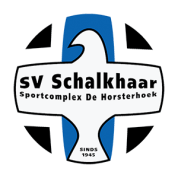 sv Schalkhaar
Sportcomplex De Horsterhoek
SINDS
1945